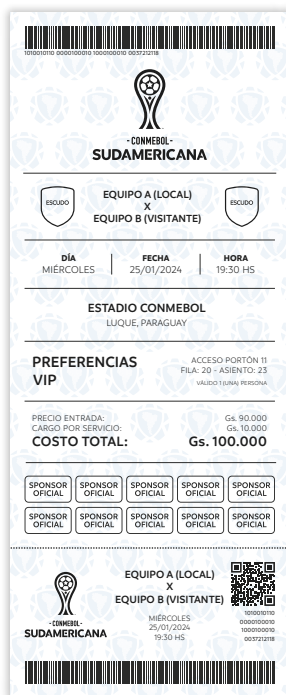 1010010110 0000100010 1000100010 0037212118
- CONMEBOL -
SUDAMERICANA
ESCUDO
EQUIPO A (LOCAL)
X
EQUIPO B (VISITANTE)
ESCUDO
DÍA FECHA HORA
MIÉRCOLES 25/01/2024 19:30 HS
ESTADIO CONMEBOL
LUQUE, PARAGUAY
PREFERENCIAS
VIP
ACCESO PORTÓN 11
FILA: 20 - ASIENTO: 23
VÁLIDO 1 (UNA) PERSONA
PRECIO ENTRADA: Gs. 90.000
CARGO POR SERVICIO: Gs. 10.000
COSTO TOTAL: Gs. 100.000
SPONSOR SPONSOR SPONSOR SPONSOR SPONSOR
OFICIAL OFICIAL OFICIAL OFICIAL OFICIAL
SPONSOR SPONSOR SPONSOR SPONSOR SPONSOR
OFICIAL OFICIAL OFICIAL OFICIAL OFICIAL
- CONMEBOL -
SUDAMERICANA
EQUIPO A (LOCAL)
X
EQUIPO B (VISITANTE)
MIÉRCOLES
25/01/2024
19:30 HS
1010010110
0000100010
1000100010
0037212118